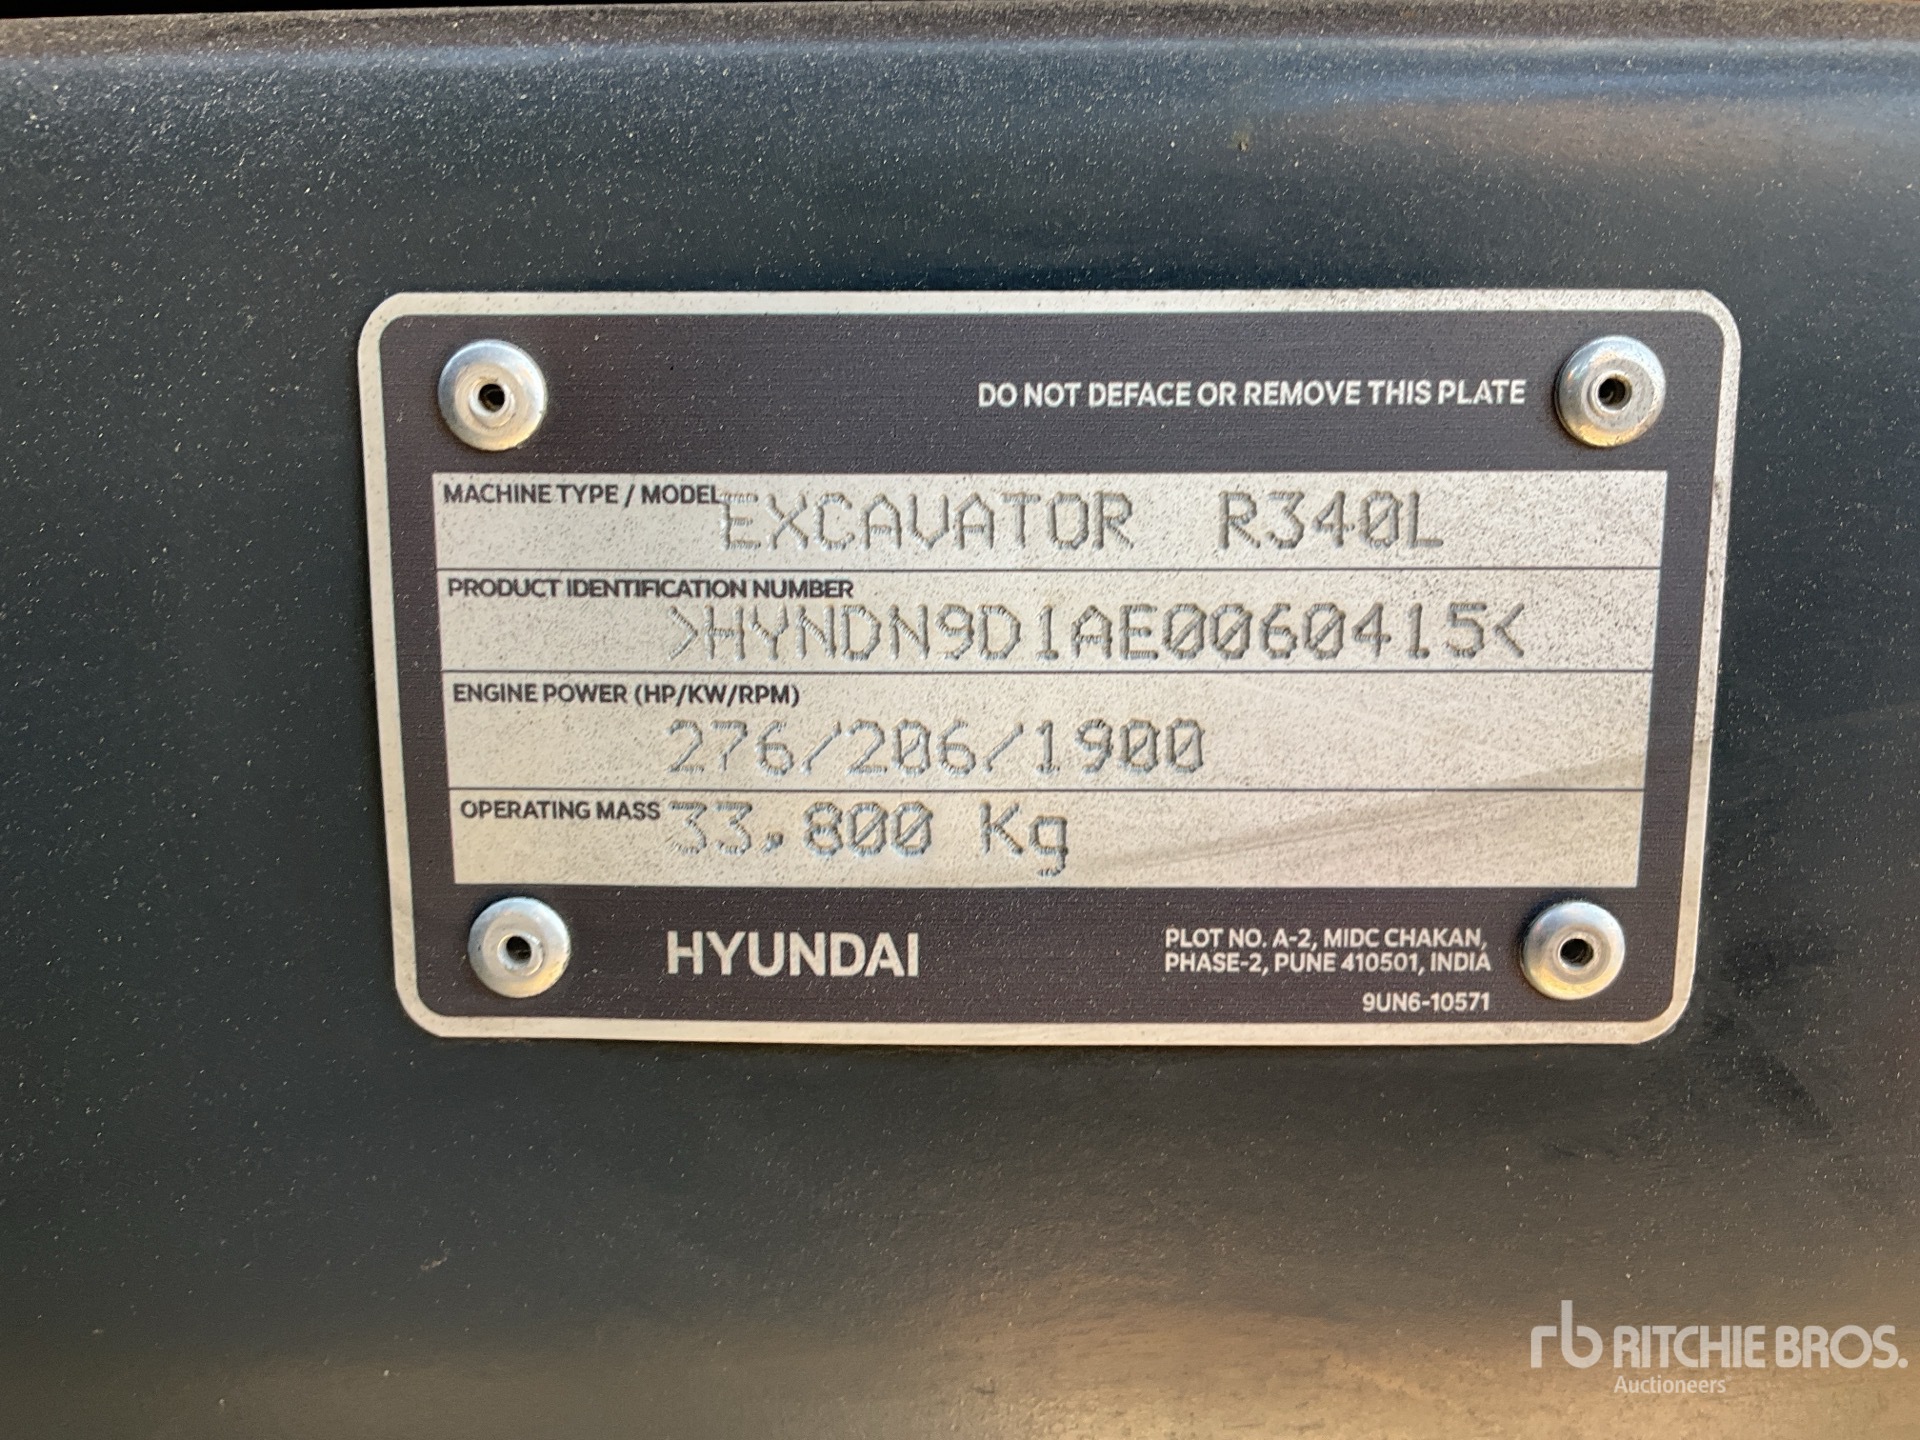 DO NOT DEFACE OR REMOVE THIS PLATE
MACHINE TYPE / MODEL EXCAVATOR R340L
PRODUCT IDENTIFICATION NUMBER
>HYNDN9D1AE0060415<
ENGINE POWER (HP/KW/RPM)
276/206/1900
OPERATING MASS 33,800 Kg
HYUNDAI
PLOT NO. A-2, MIDC CHAKAN,
PHASE-2, PUNE 410501, INDIA
9UN6-10571
rb RITCHIE BROS.
Auctioneers